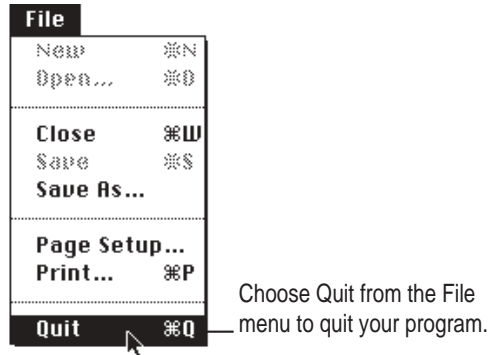 File
New ⌘N
Open... ⌘O
Close ⌘W
Save ⌘S
Save As...
Page Setup...
Print... ⌘P
Quit ⌘Q
Choose Quit from the File
menu to quit your program.